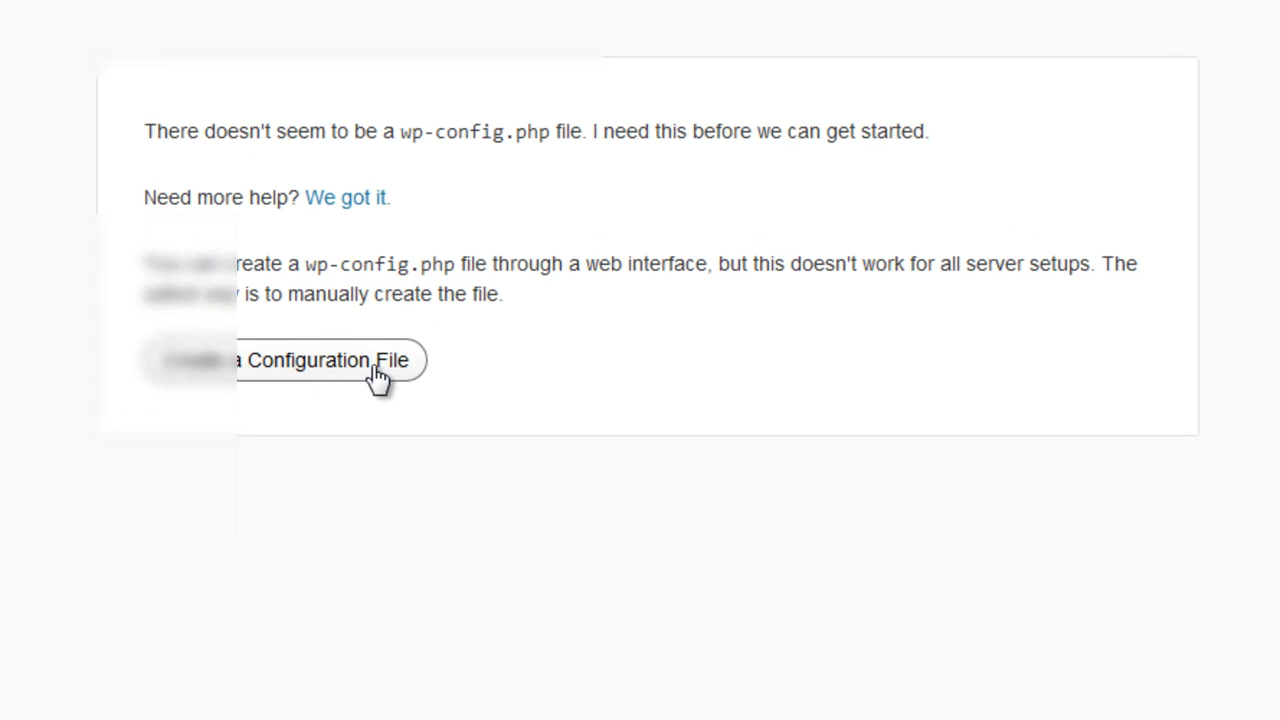 There doesn't seem to be a wp-config.php file. I need this before we can get started.
Need more help? We got it.
create a wp-config.php file through a web interface, but this doesn't work for all server setups. The
is to manually create the file.
a Configuration File